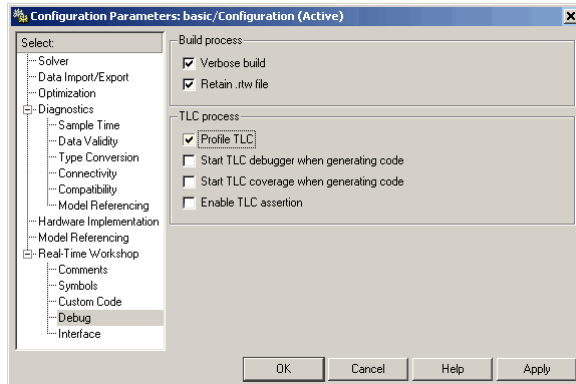 Configuration Parameters: basic/Configuration (Active)
Select:
Solver
Data Import/Export
Optimization
Diagnostics
Sample Time
Data Validity
Type Conversion
Connectivity
Compatibility
Model Referencing
Hardware Implementation
Model Referencing
Real-Time Workshop
Comments
Symbols
Custom Code
Debug
Interface
Build process
Verbose build
Retain .rtw file
TLC process
Profile TLC
Start TLC debugger when generating code
Start TLC coverage when generating code
Enable TLC assertion
OK
Cancel
Help
Apply